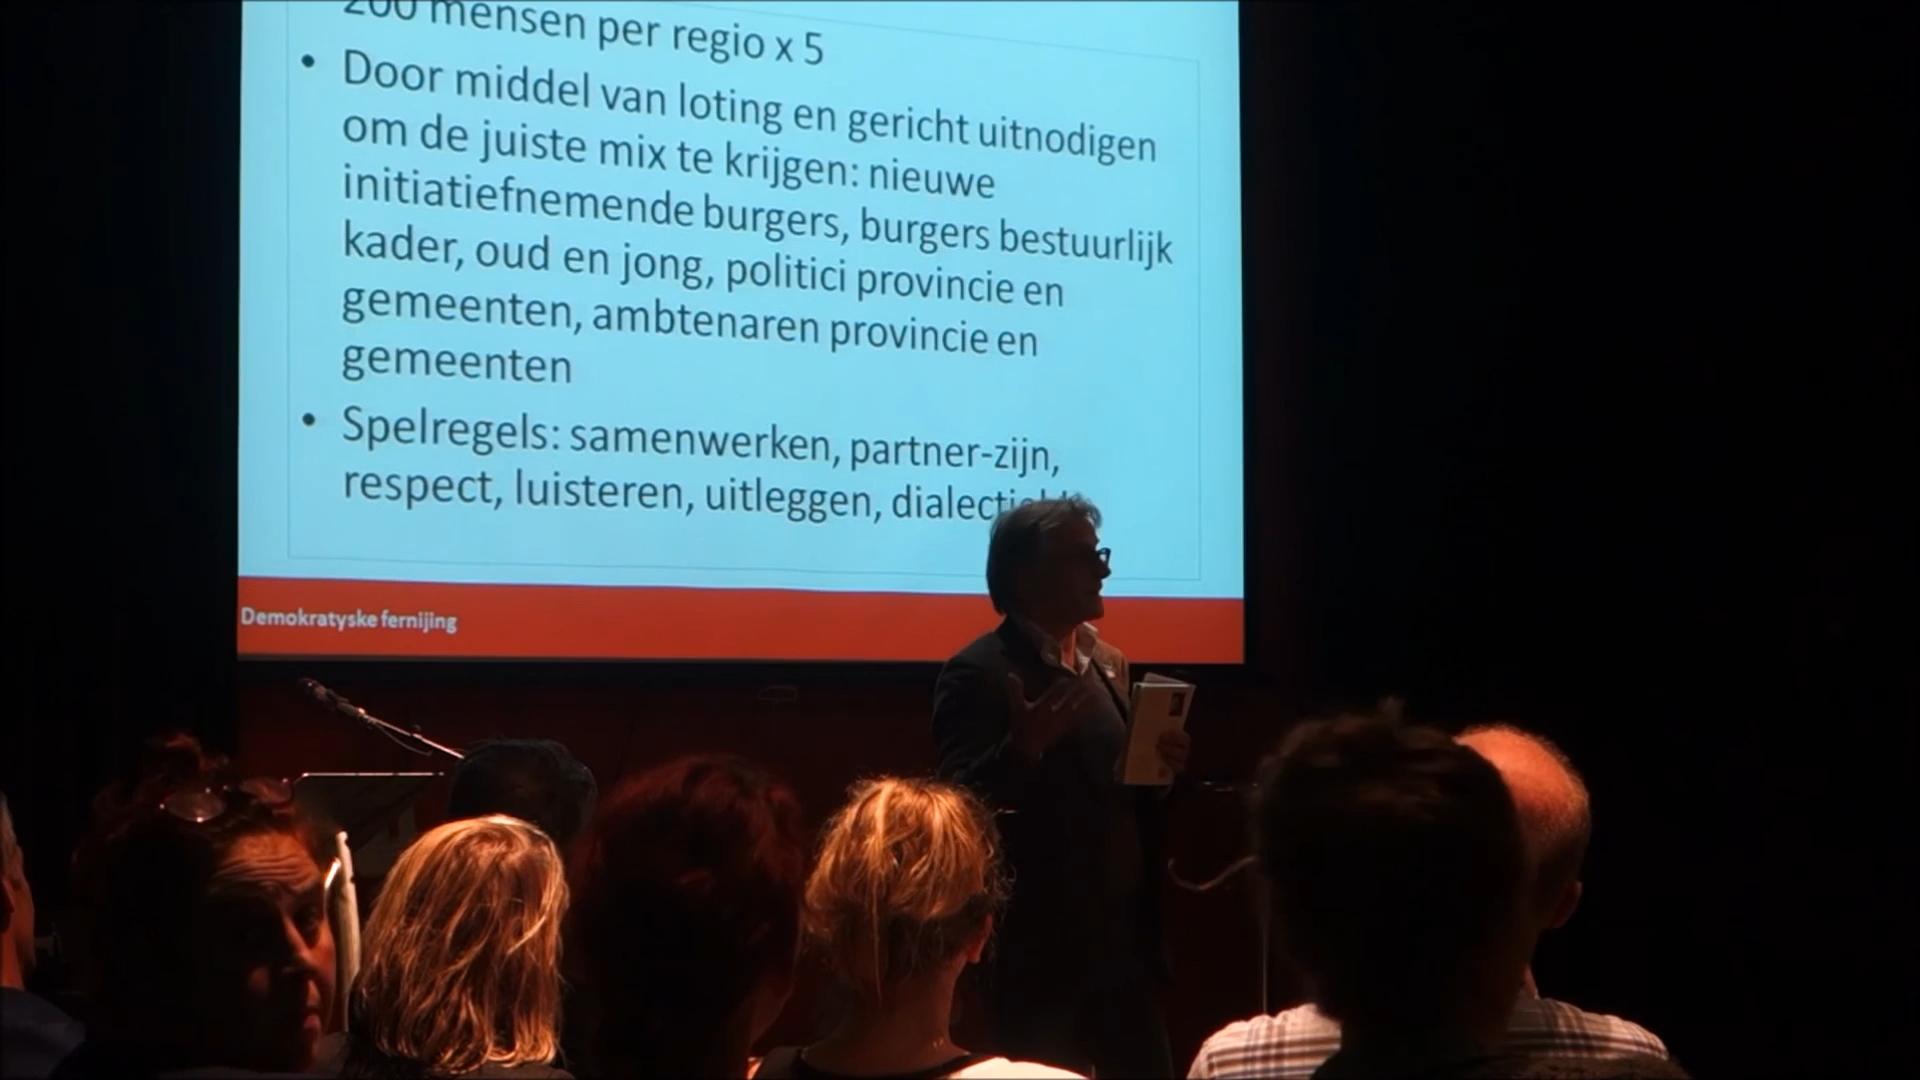 200 mensen per regio x 5
• Door middel van loting en gericht uitnodigen
om de juiste mix te krijgen: nieuwe
initiatiefnemende burgers, burgers bestuurlijk
kader, oud en jong, politici provincie en
gemeenten, ambtenaren provincie en
gemeenten
• Spelregels: samenwerken, partner-zijn,
respect, luisteren, uitleggen,
Demokratyske fernijing